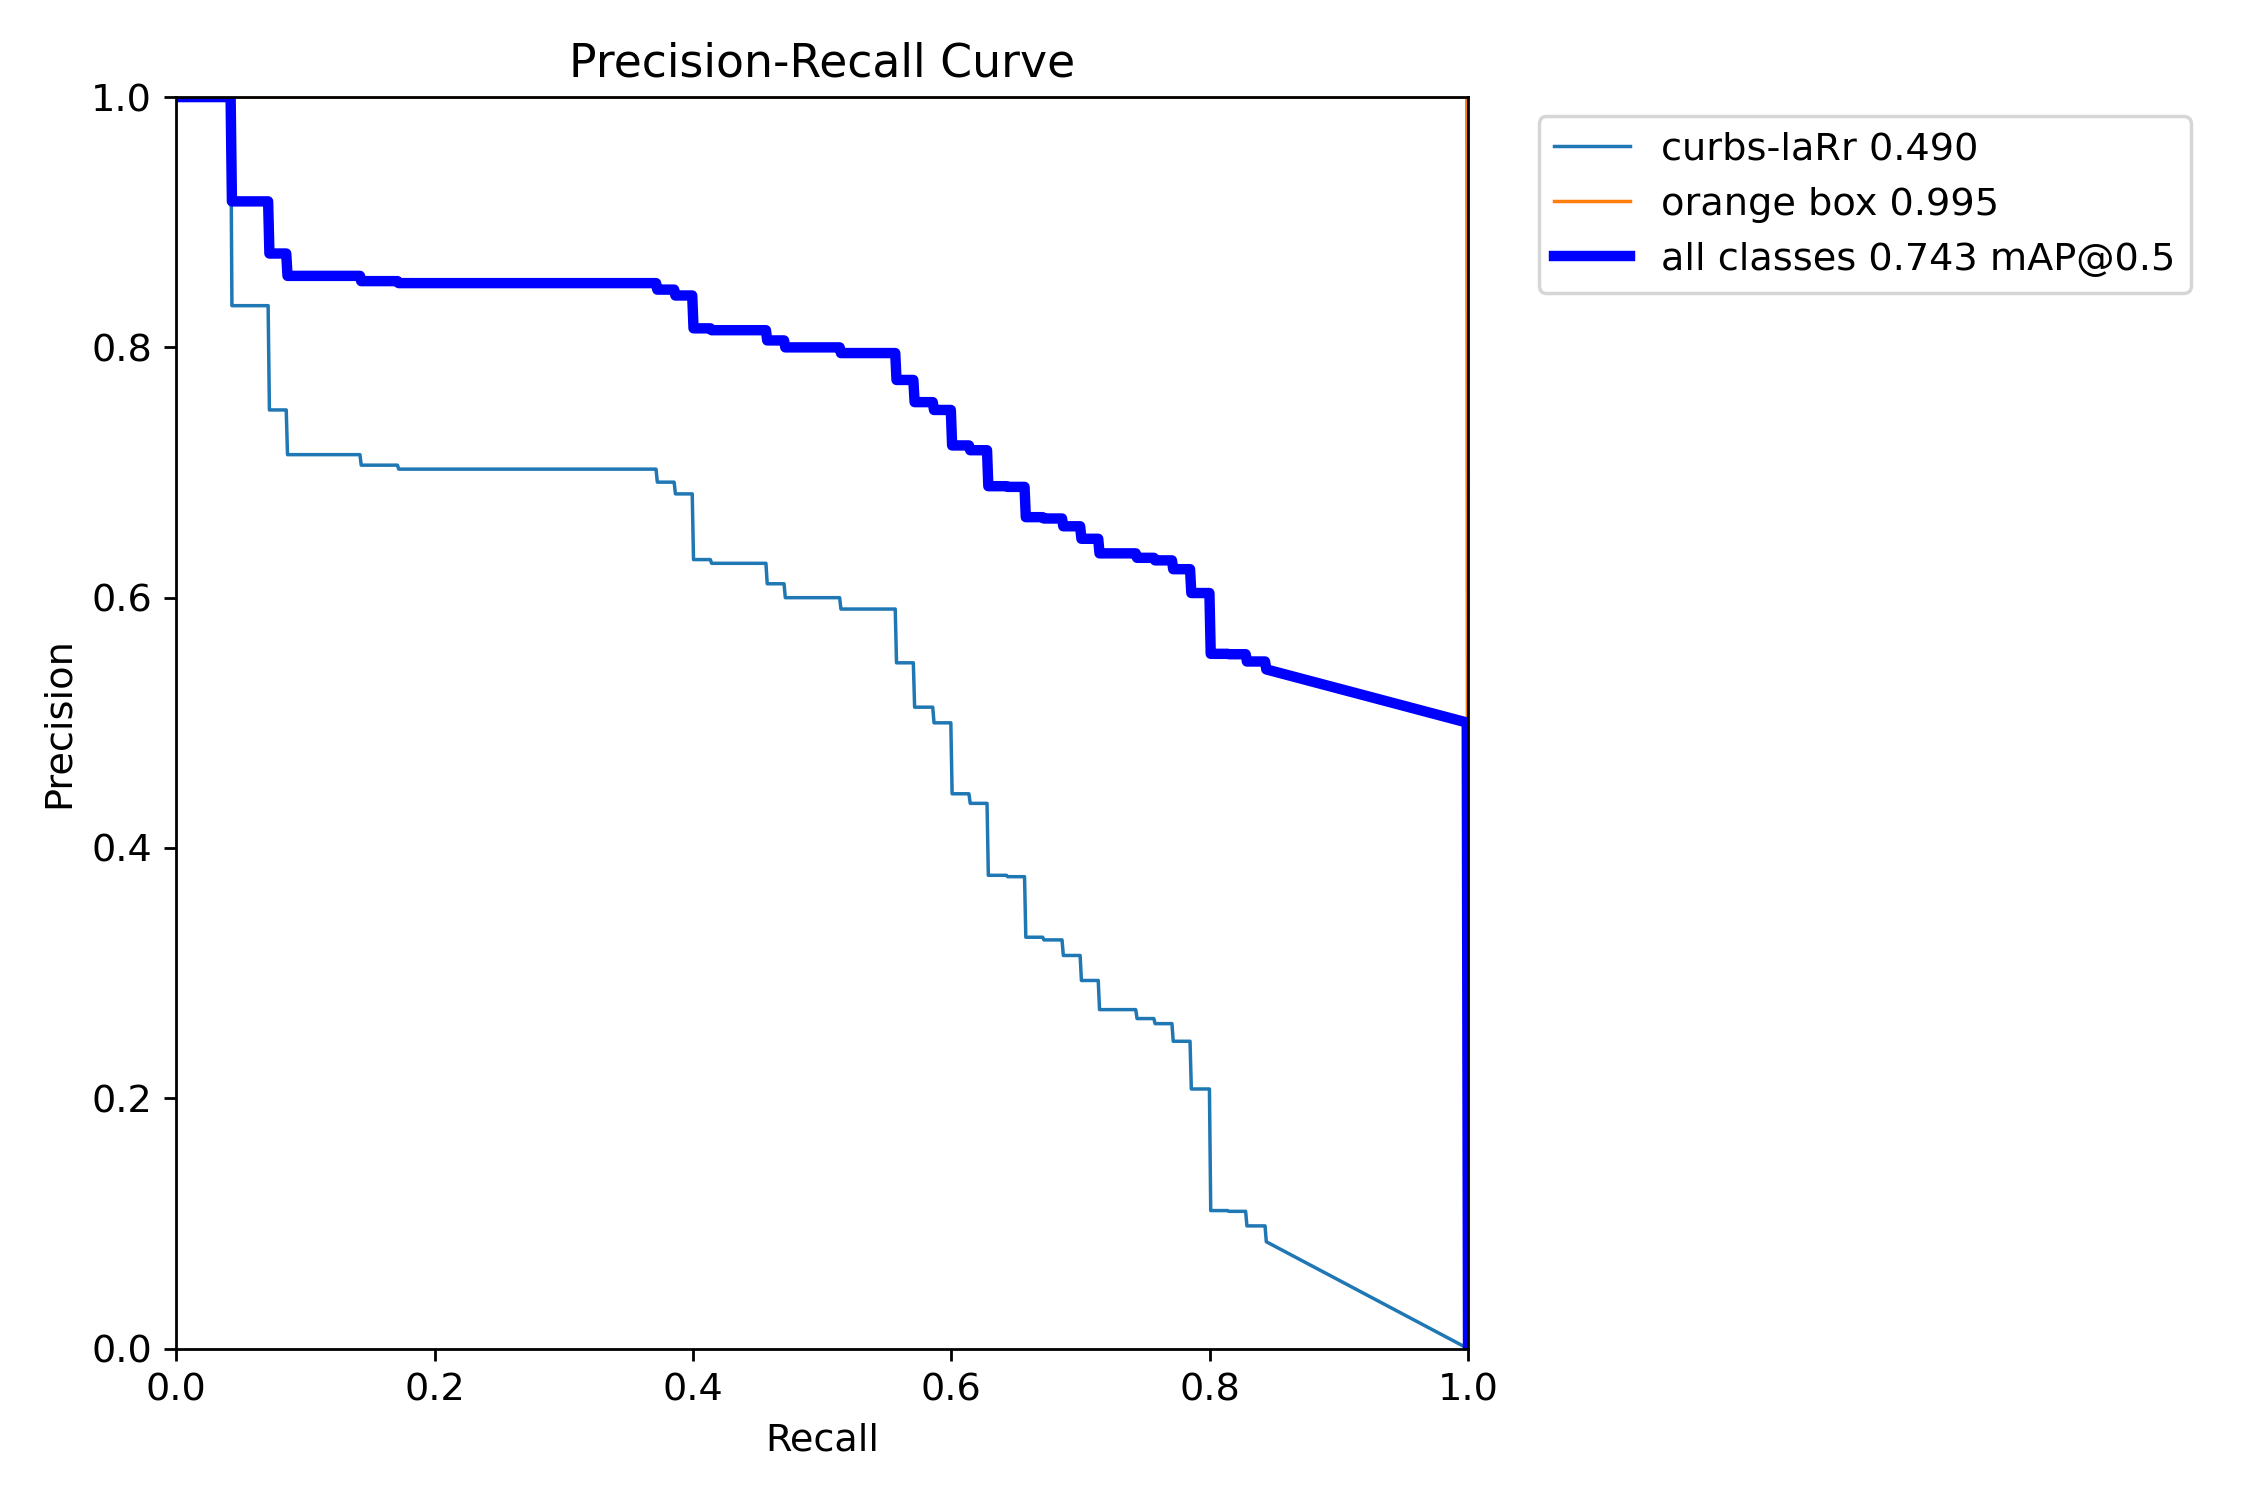 Precision-Recall Curve
curbs-laRr 0.490
orange box 0.995
all classes 0.743 mAP@0.5
1.0
0.8
0.6
0.4
0.2
0.0
Precision
0.0 0.2 0.4 0.6 0.8 1.0
Recall